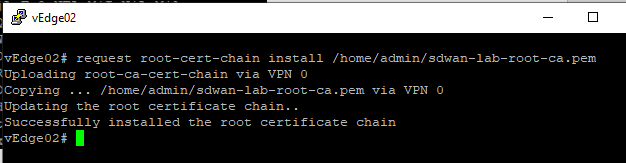 vEdge02
vEdge02# request root-cert-chain install /home/admin/sdwan-lab-root-ca.pem
Uploading root-ca-cert-chain via VPN 0
Copying ... /home/admin/sdwan-lab-root-ca.pem via VPN 0
Updating the root certificate chain..
Successfully installed the root certificate chain
vEdge02#